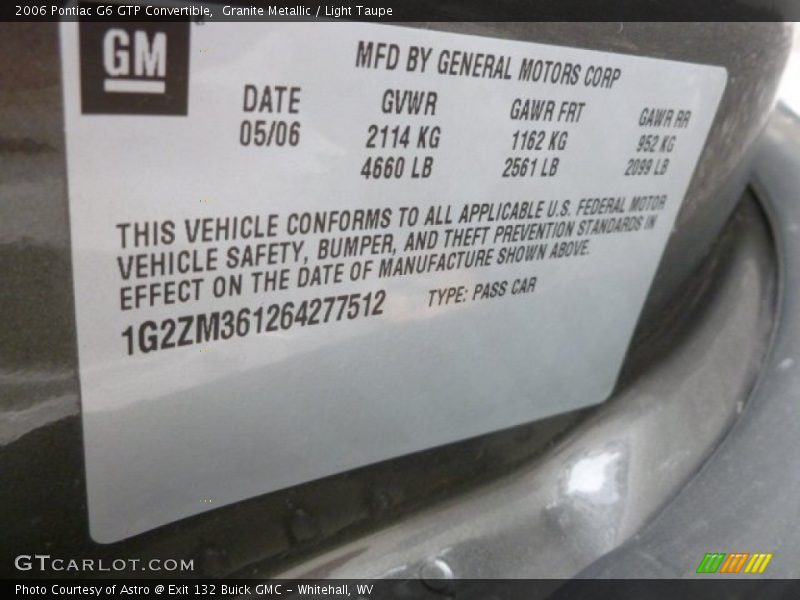 2006 Pontiac G6 GTP Convertible, Granite Metallic / Light Taupe
GM
MFD BY GENERAL MOTORS CORP
DATE GVWR GAWR FRT GAWR RR
05/06 2114 KG 1162 KG 952 KG
4660 LB 2561 LB 2099 LB
THIS VEHICLE CONFORMS TO ALL APPLICABLE U.S. FEDERAL MOTOR
VEHICLE SAFETY, BUMPER, AND THEFT PREVENTION STANDARDS IN
EFFECT ON THE DATE OF MANUFACTURE SHOWN ABOVE.
1G2ZM361264277512 TYPE: PASS CAR
GTCARLOT.COM
Photo Courtesy of Astro @ Exit 132 Buick GMC - Whitehall, WV